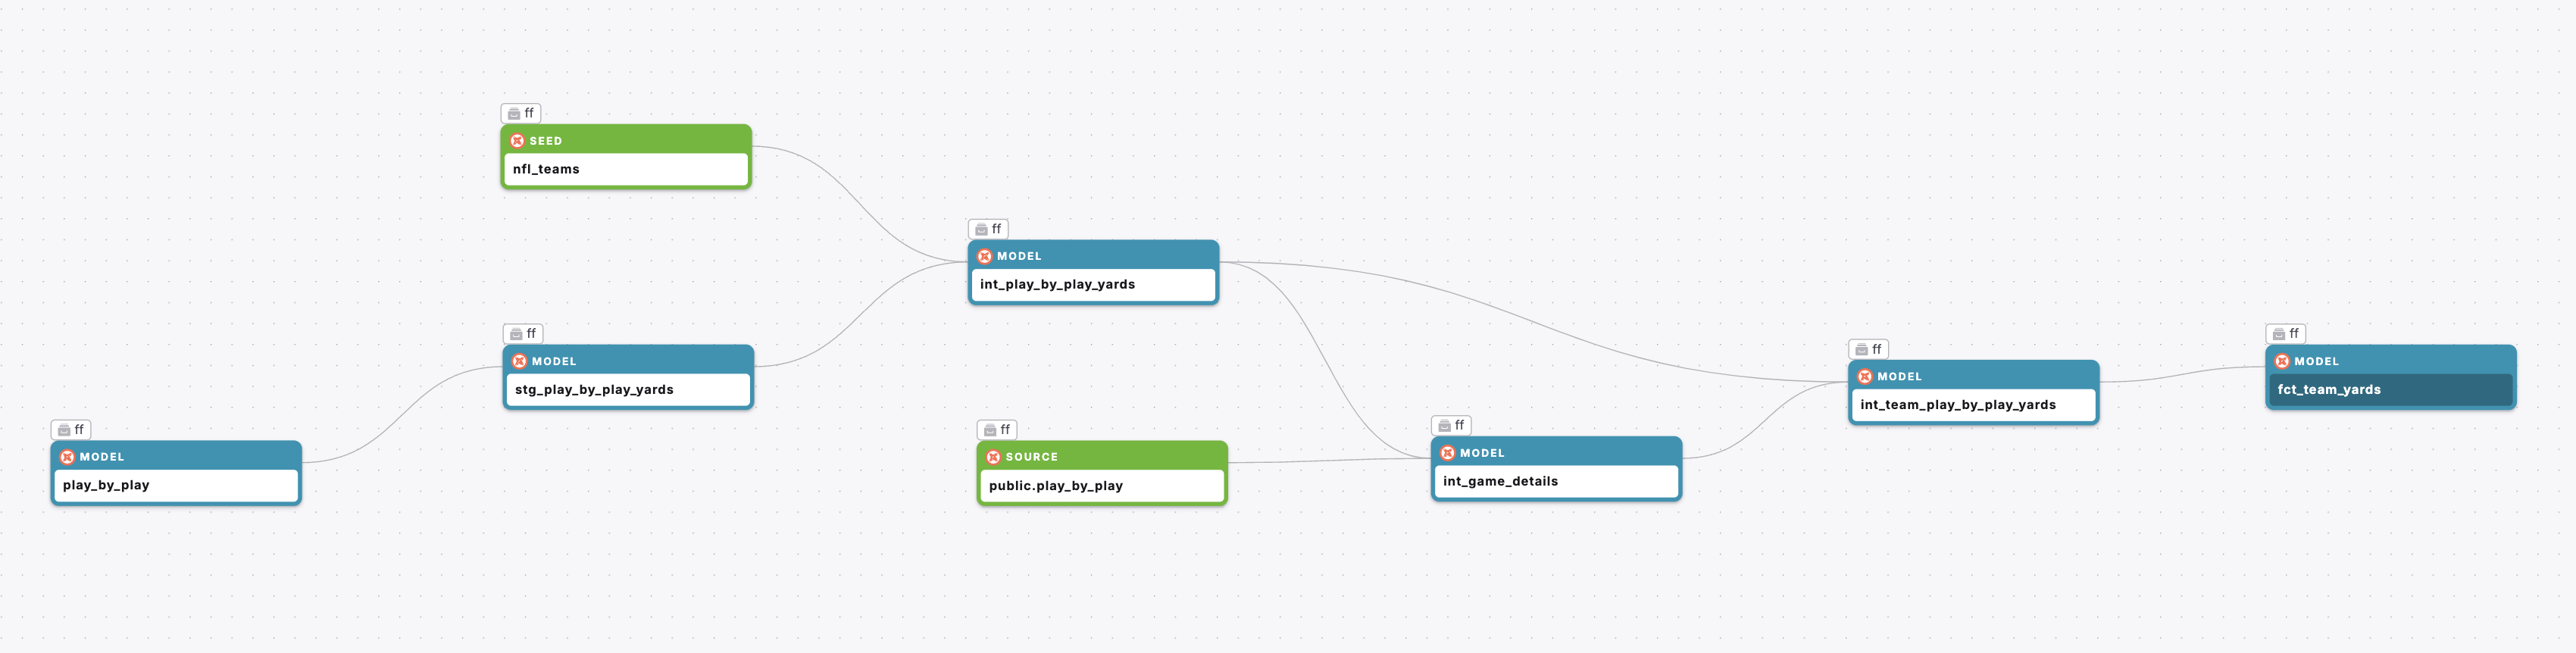 ff
SEED
nfl_teams
ff
MODEL
int_play_by_play_yards
ff
MODEL
stg_play_by_play_yards
ff
MODEL
play_by_play
ff
SOURCE
public.play_by_play
ff
MODEL
int_game_details
ff
MODEL
int_team_play_by_play_yards
ff
MODEL
fct_team_yards